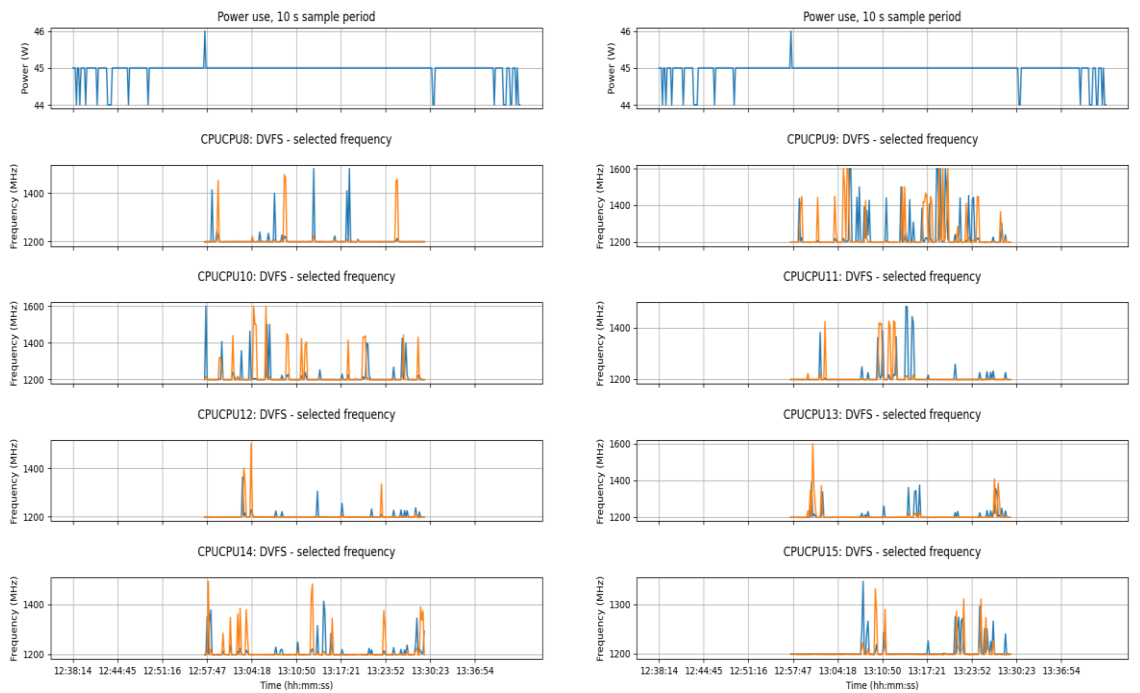 Power use, 10 s sample period
Power (W)
46
45
44
CPUCPU8: DVFS - selected frequency
Frequency (MHz)
1400
1200
CPUCPU10: DVFS - selected frequency
Frequency (MHz)
1600
1400
1200
CPUCPU12: DVFS - selected frequency
Frequency (MHz)
1400
1200
CPUCPU14: DVFS - selected frequency
Frequency (MHz)
1400
1200
12:38:14 12:44:45 12:51:16 12:57:47 13:04:18 13:10:50 13:17:21 13:23:52 13:30:23 13:36:54
Time (hh:mm:ss)
Power use, 10 s sample period
Power (W)
46
45
44
CPUCPU9: DVFS - selected frequency
Frequency (MHz)
1600
1400
1200
CPUCPU11: DVFS - selected frequency
Frequency (MHz)
1400
1200
CPUCPU13: DVFS - selected frequency
Frequency (MHz)
1600
1400
1200
CPUCPU15: DVFS - selected frequency
Frequency (MHz)
1300
1200
12:38:14 12:44:45 12:51:16 12:57:47 13:04:18 13:10:50 13:17:21 13:23:52 13:30:23 13:36:54
Time (hh:mm:ss)